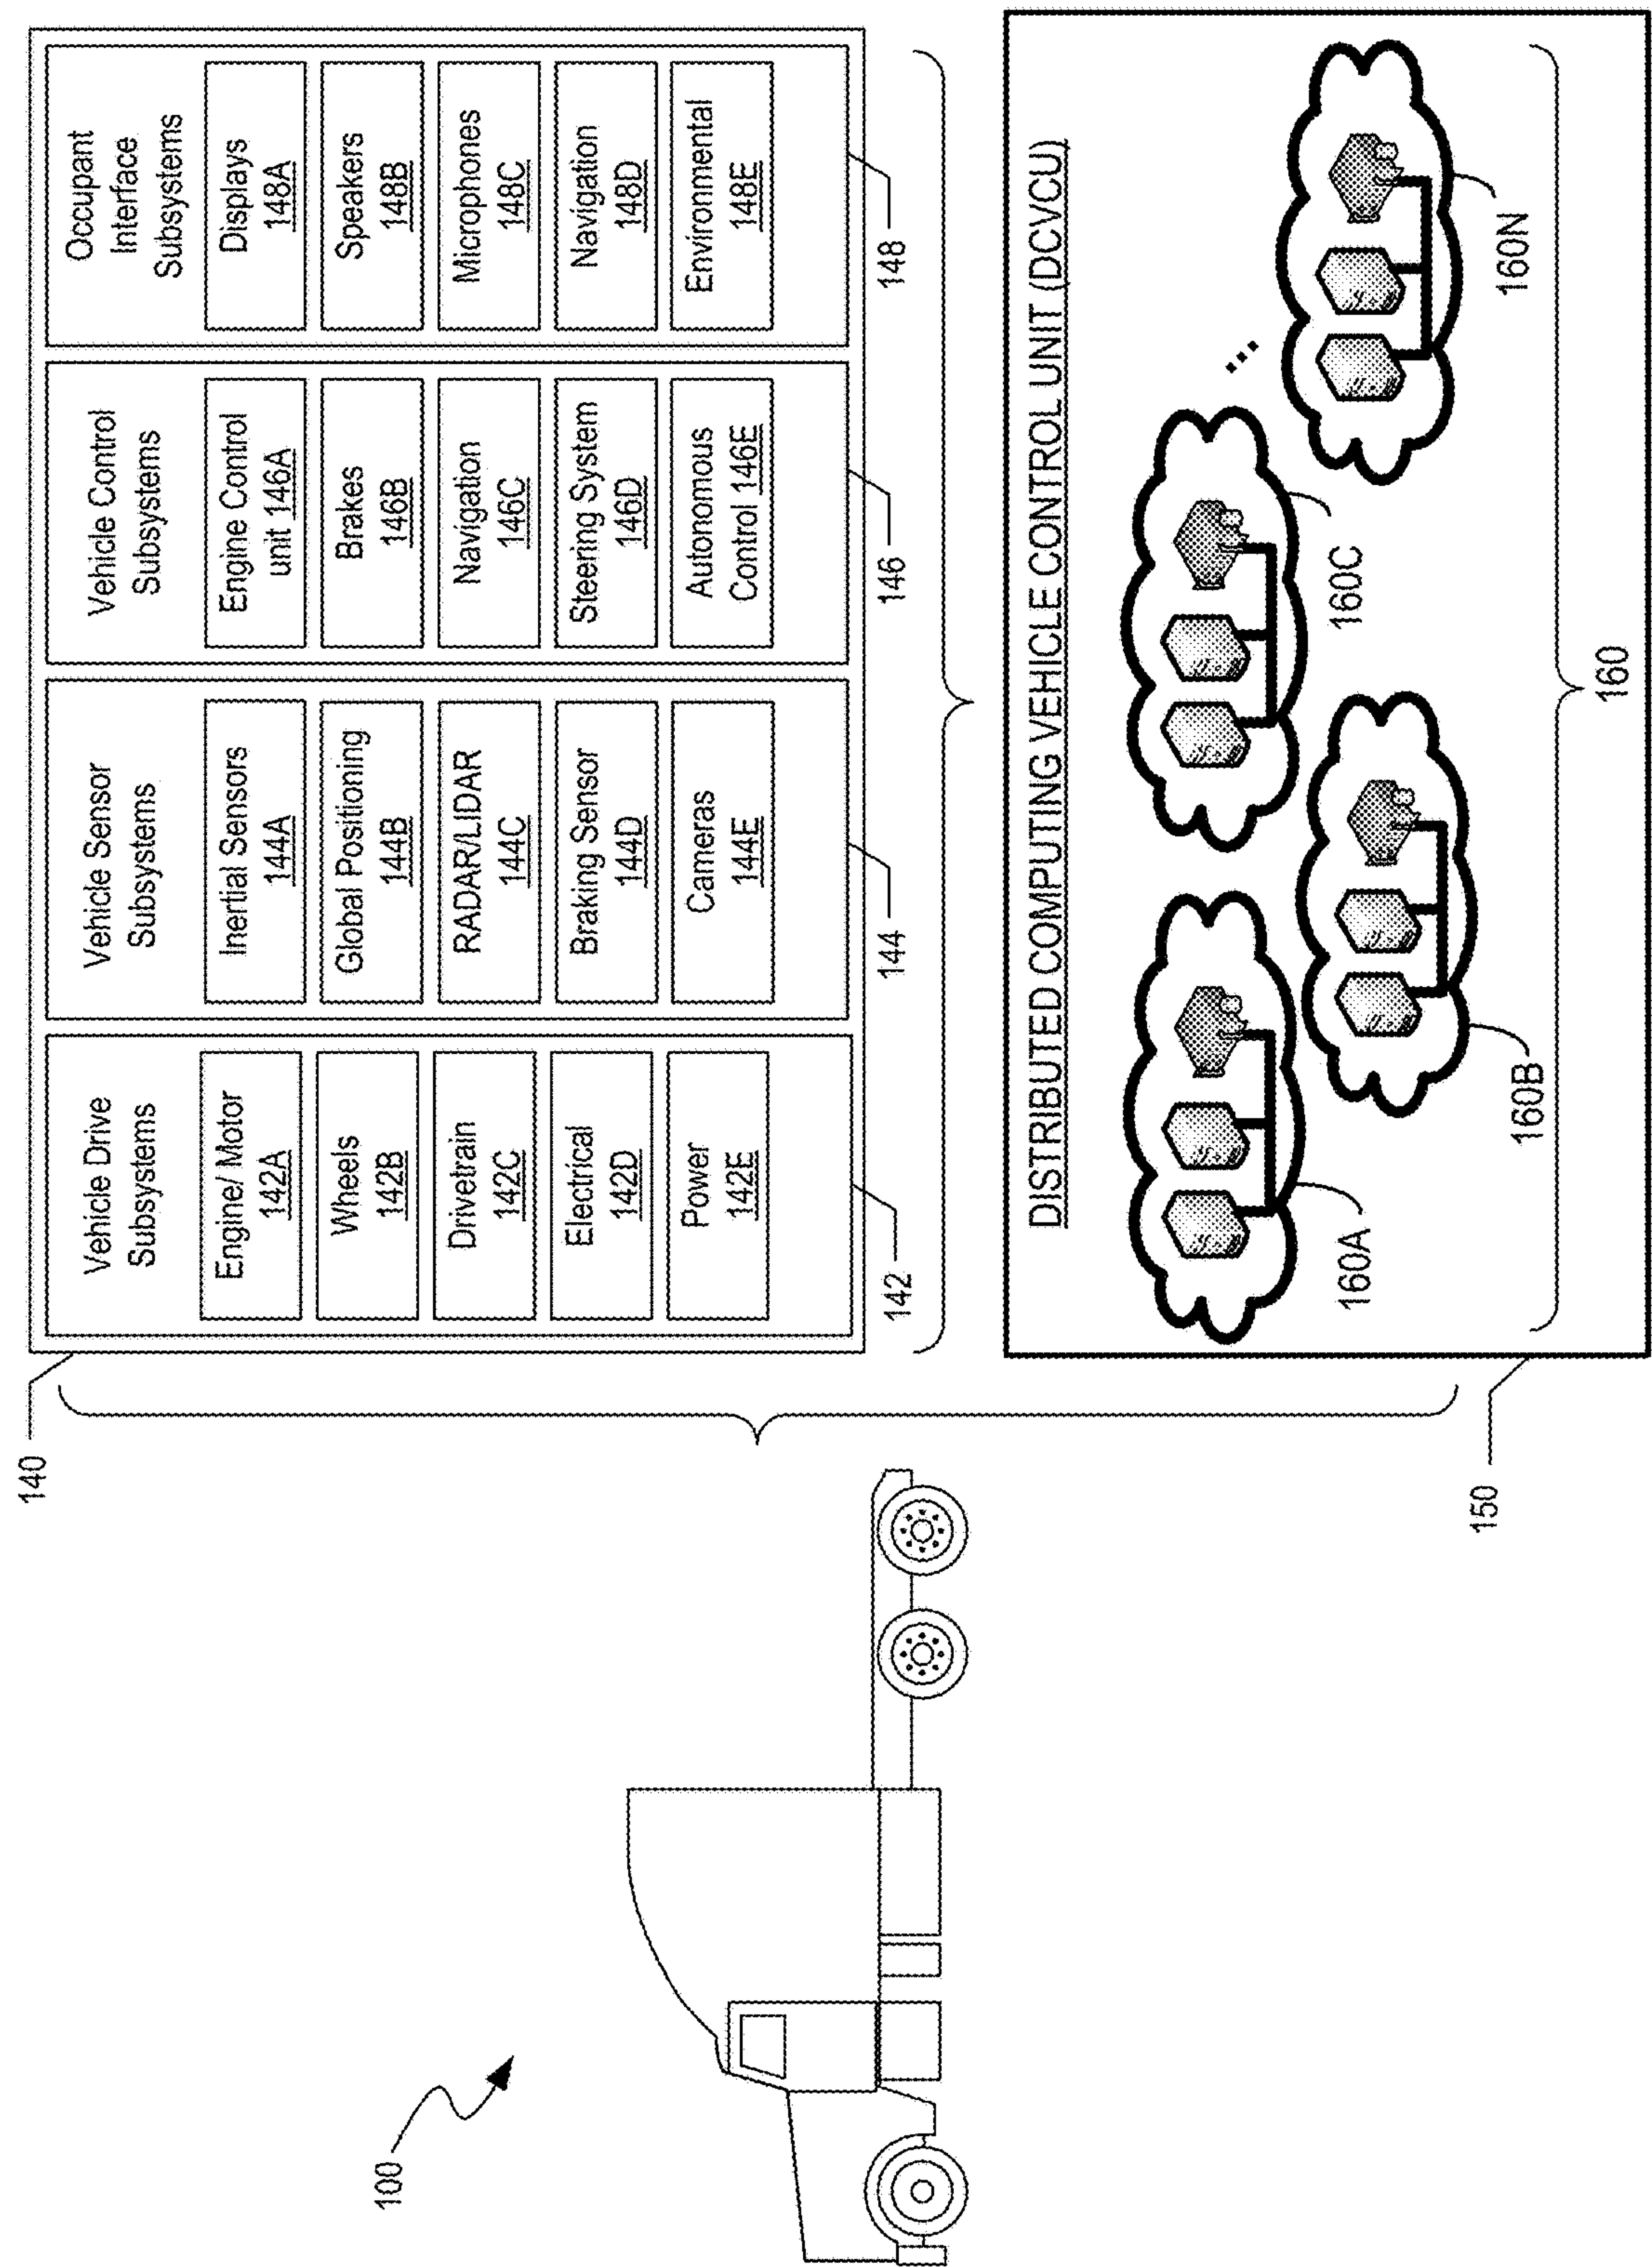 140
Vehicle Drive
Subsystems
Engine/ Motor
142A
Wheels
142B
Drivetrain
142C
Electrical
142D
Power
142E
142
Vehicle Sensor
Subsystems
Inertial Sensors
144A
Global Positioning
144B
RADAR/LIDAR
144C
Braking Sensor
144D
Cameras
144E
144
Vehicle Control
Subsystems
Engine Control
unit 146A
Brakes
146B
Navigation
146C
Steering System
146D
Autonomous
Control 146E
146
Occupant
Interface
Subsystems
Displays
148A
Speakers
148B
Microphones
148C
Navigation
148D
Environmental
148E
148
100
DISTRIBUTED COMPUTING VEHICLE CONTROL UNIT (DCVCU)
160A
160B
160C
...
160N
150
160